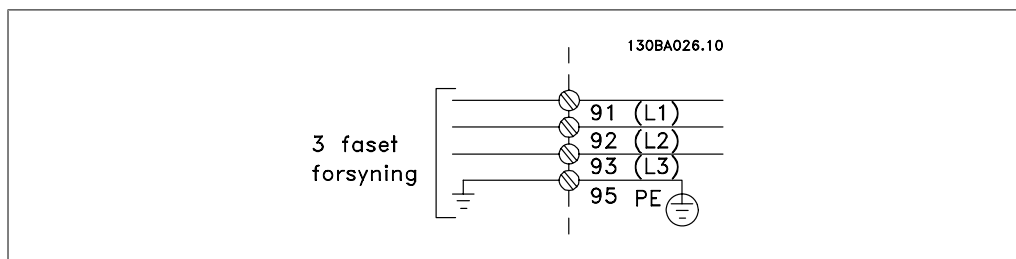 130BA026.10
3 faset
forsyning
91 (L1)
92 (L2)
93 (L3)
95 PE